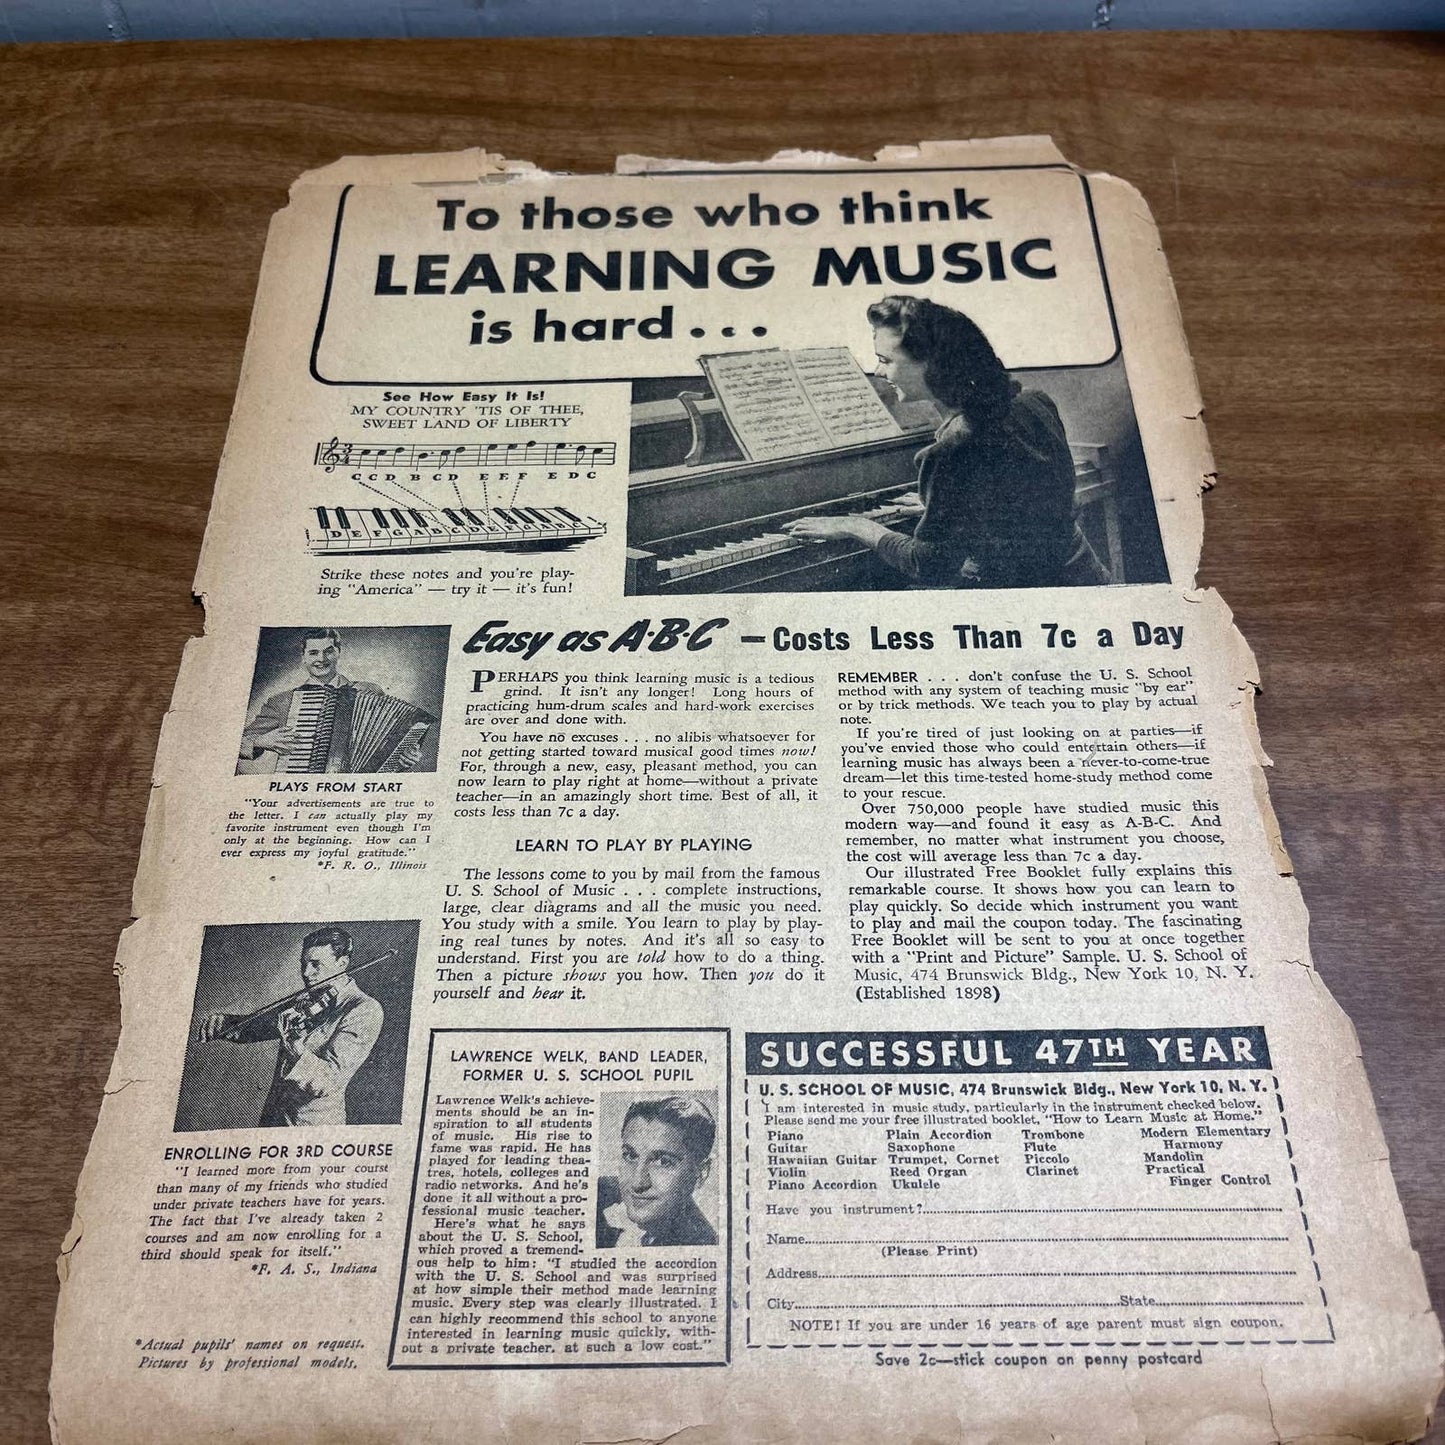 To those who think
LEARNING MUSIC
is hard...
See How Easy It Is!
MY COUNTRY 'TIS OF THEE,
SWEET LAND OF LIBERTY
3
4
C C D B C D E E F E D C
D E F G A B C D E F G A B C
Strike these notes and you're play-
ing "America" — try it — it's fun!
Easy as A·B·C — Costs Less Than 7c a Day
PLAYS FROM START
"Your advertisements are true to
the letter. I can actually play my
favorite instrument even though I'm
only at the beginning. How can I
ever express my joyful gratitude."
*F. R. O., Illinois
ENROLLING FOR 3RD COURSE
"I learned more from your course
than many of my friends who studied
under private teachers have for years.
The fact that I've already taken 2
courses and am now enrolling for a
third should speak for itself."
*F. A. S., Indiana
*Actual pupils' names on request.
Pictures by professional models.
PERHAPS you think learning music is a tedious
grind. It isn't any longer! Long hours of
practicing hum-drum scales and hard-work exercises
are over and done with.
You have no excuses . . . no alibis whatsoever for
not getting started toward musical good times now!
For, through a new, easy, pleasant method, you can
now learn to play right at home—without a private
teacher—in an amazingly short time. Best of all, it
costs less than 7c a day.
LEARN TO PLAY BY PLAYING
The lessons come to you by mail from the famous
U. S. School of Music . . . complete instructions,
large, clear diagrams and all the music you need.
You study with a smile. You learn to play by play-
ing real tunes by notes. And it's all so easy to
understand. First you are told how to do a thing.
Then a picture shows you how. Then you do it
yourself and hear it.
REMEMBER . . . don't confuse the U. S. School
method with any system of teaching music "by ear"
or by trick methods. We teach you to play by actual
note.
If you're tired of just looking on at parties—if
you've envied those who could entertain others—if
learning music has always been a never-to-come-true
dream—let this time-tested home-study method come
to your rescue.
Over 750,000 people have studied music this
modern way—and found it easy as A-B-C. And
remember, no matter what instrument you choose,
the cost will average less than 7c a day.
Our illustrated Free Booklet fully explains this
remarkable course. It shows how you can learn to
play quickly. So decide which instrument you want
to play and mail the coupon today. The fascinating
Free Booklet will be sent to you at once together
with a "Print and Picture" Sample. U. S. School of
Music, 474 Brunswick Bldg., New York 10, N. Y.
(Established 1898)
LAWRENCE WELK, BAND LEADER,
FORMER U. S. SCHOOL PUPIL
Lawrence Welk's achieve-
ments should be an in-
spiration to all students
of music. His rise to
fame was rapid. He has
played for leading thea-
tres, hotels, colleges and
radio networks. And he's
done it all without a pro-
fessional music teacher.
Here's what he says
about the U. S. School,
which proved a tremend-
ous help to him: "I studied the accordion
with the U. S. School and was surprised
at how simple their method made learning
music. Every step was clearly illustrated. I
can highly recommend this school to anyone
interested in learning music quickly, with-
out a private teacher, at such a low cost."
SUCCESSFUL 47TH YEAR
U. S. SCHOOL OF MUSIC, 474 Brunswick Bldg., New York 10, N. Y.
I am interested in music study, particularly in the instrument checked below.
Please send me your free illustrated booklet, "How to Learn Music at Home."
Piano
Guitar
Hawaiian Guitar
Violin
Piano Accordion
Plain Accordion
Saxophone
Trumpet, Cornet
Reed Organ
Ukulele
Trombone
Flute
Piccolo
Clarinet
Modern Elementary
Harmony
Mandolin
Practical
Finger Control
Have you instrument?
Name
(Please Print)
Address
City State
NOTE! If you are under 16 years of age parent must sign coupon.
Save 2c—stick coupon on penny postcard